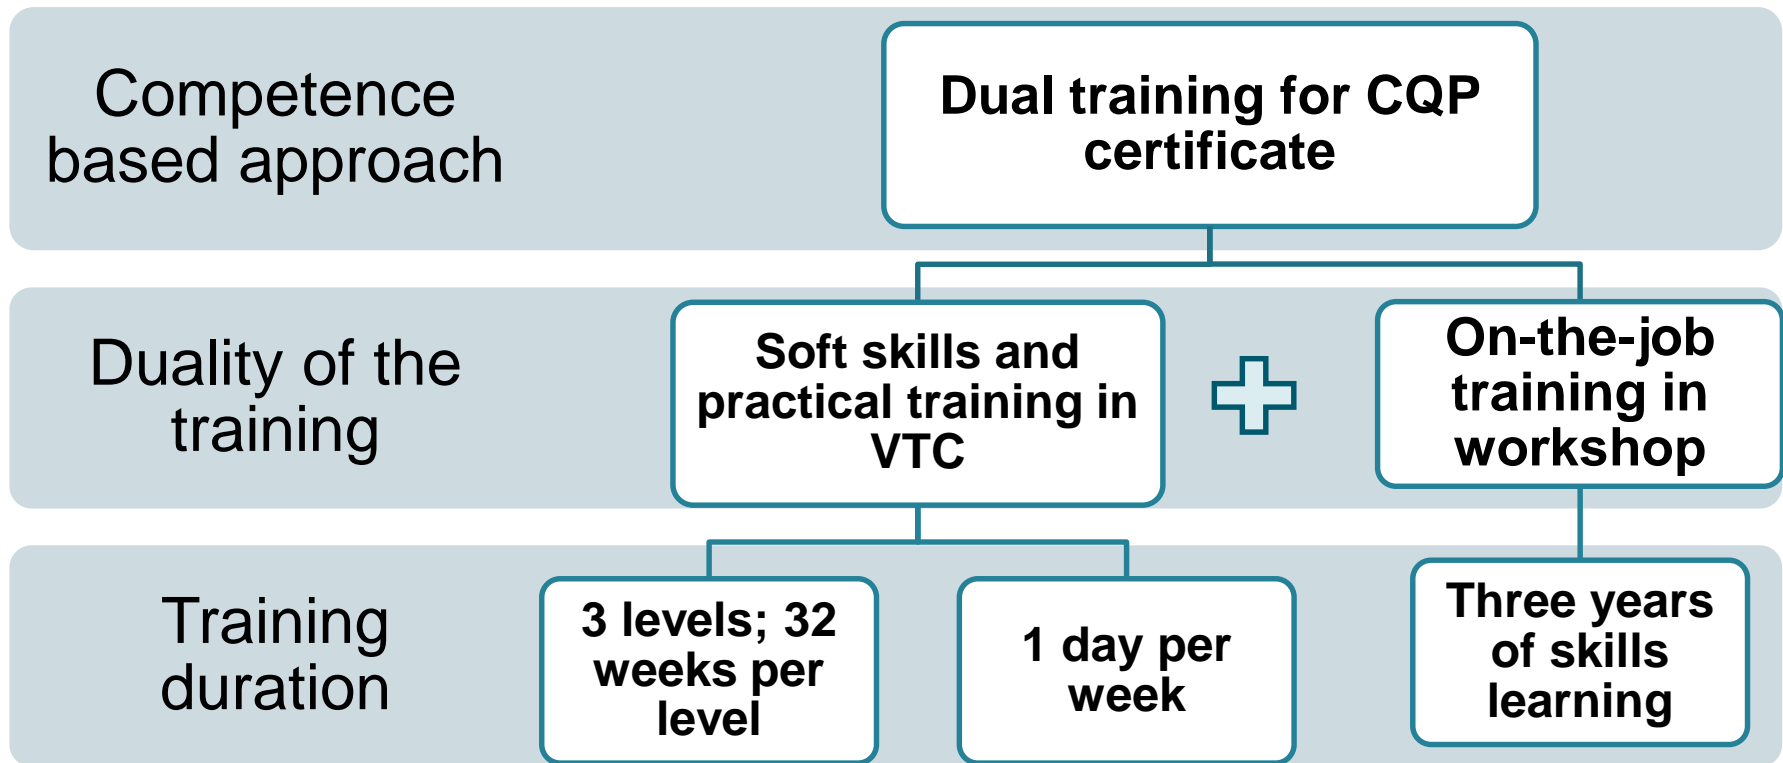 Competence
based approach
Dual training for CQP
certificate
Duality of the
training
Soft skills and
practical training in
VTC
On-the-job
training in
workshop
Training
duration
3 levels; 32
weeks per
level
1 day per
week
Three years
of skills
learning